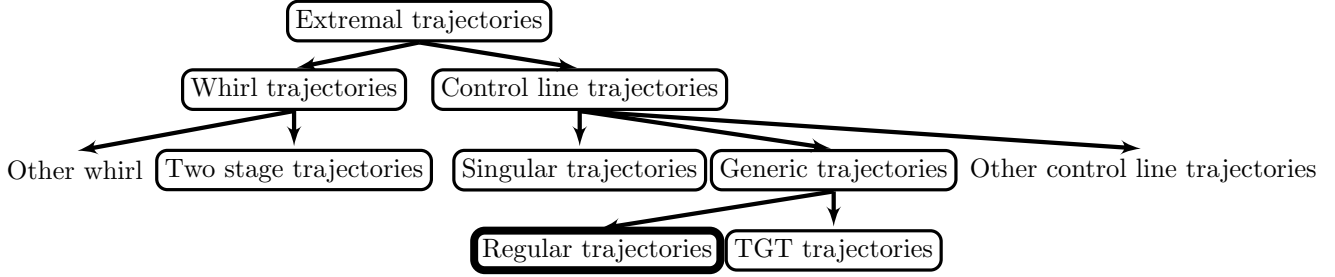 Extremal trajectories
Whirl trajectories
Control line trajectories
Other whirl
Two stage trajectories
Singular trajectories
Generic trajectories
Other control line trajectories
Regular trajectories
TGT trajectories